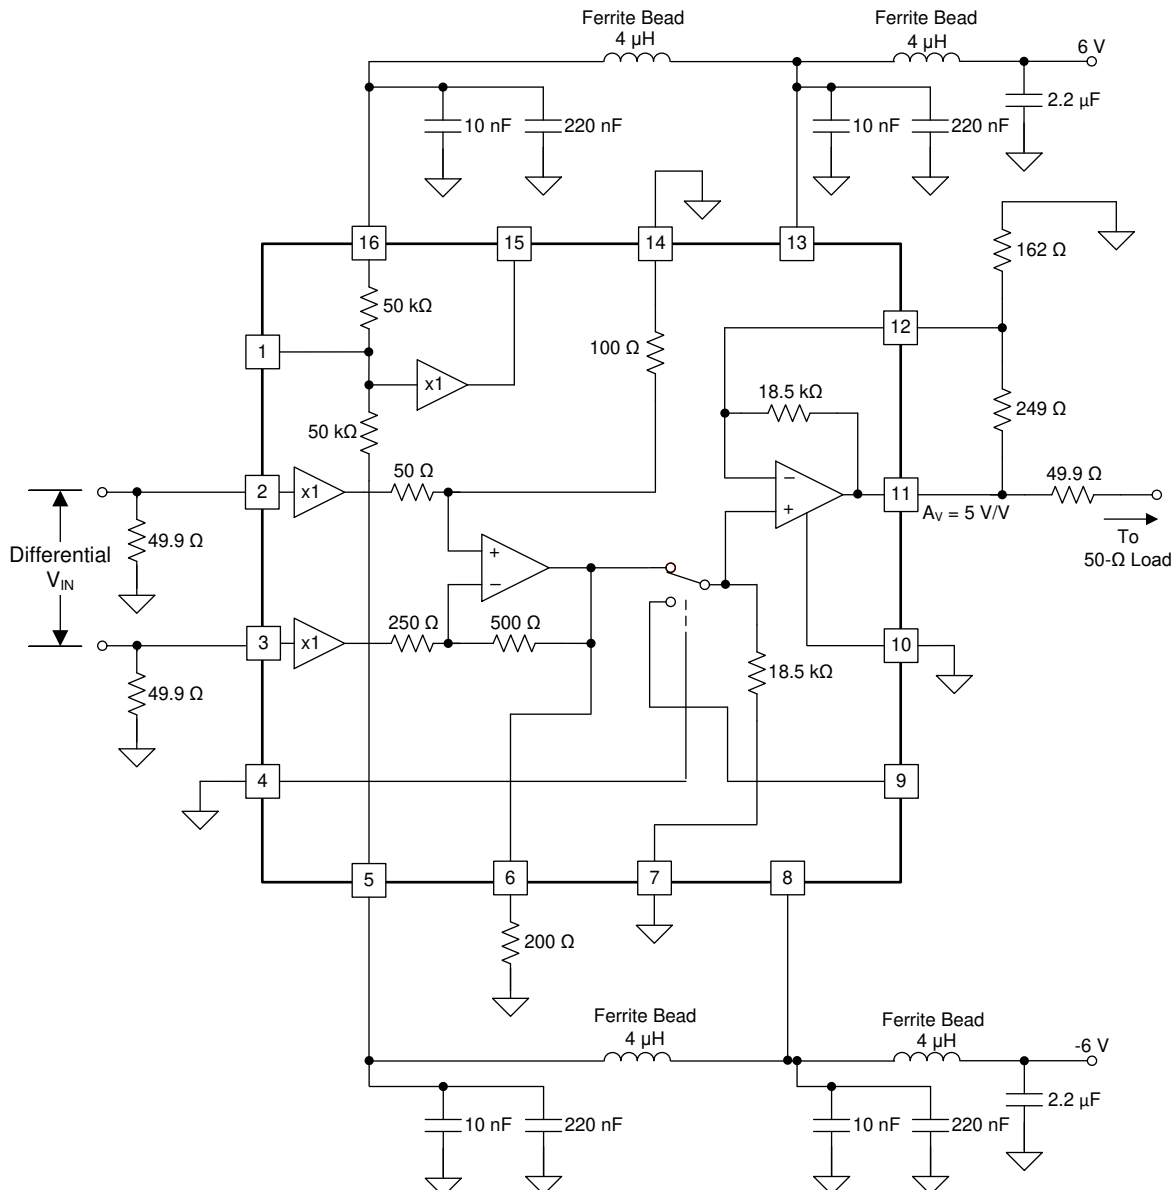 Ferrite Bead
4 µH
Ferrite Bead
4 µH
6 V
2.2 µF
10 nF
220 nF
10 nF
220 nF
16
15
14
13
162 Ω
50 kΩ
12
1
100 Ω
x1
18.5 kΩ
249 Ω
50 kΩ
50 Ω
49.9 Ω
2
x1
−
11
+
A_V = 5 V/V
To
50-Ω Load
Differential
V_IN
49.9 Ω
+
−
250 Ω
500 Ω
3
x1
10
18.5 kΩ
49.9 Ω
4
9
5
6
7
8
200 Ω
Ferrite Bead
4 µH
Ferrite Bead
4 µH
-6 V
2.2 µF
10 nF
220 nF
10 nF
220 nF